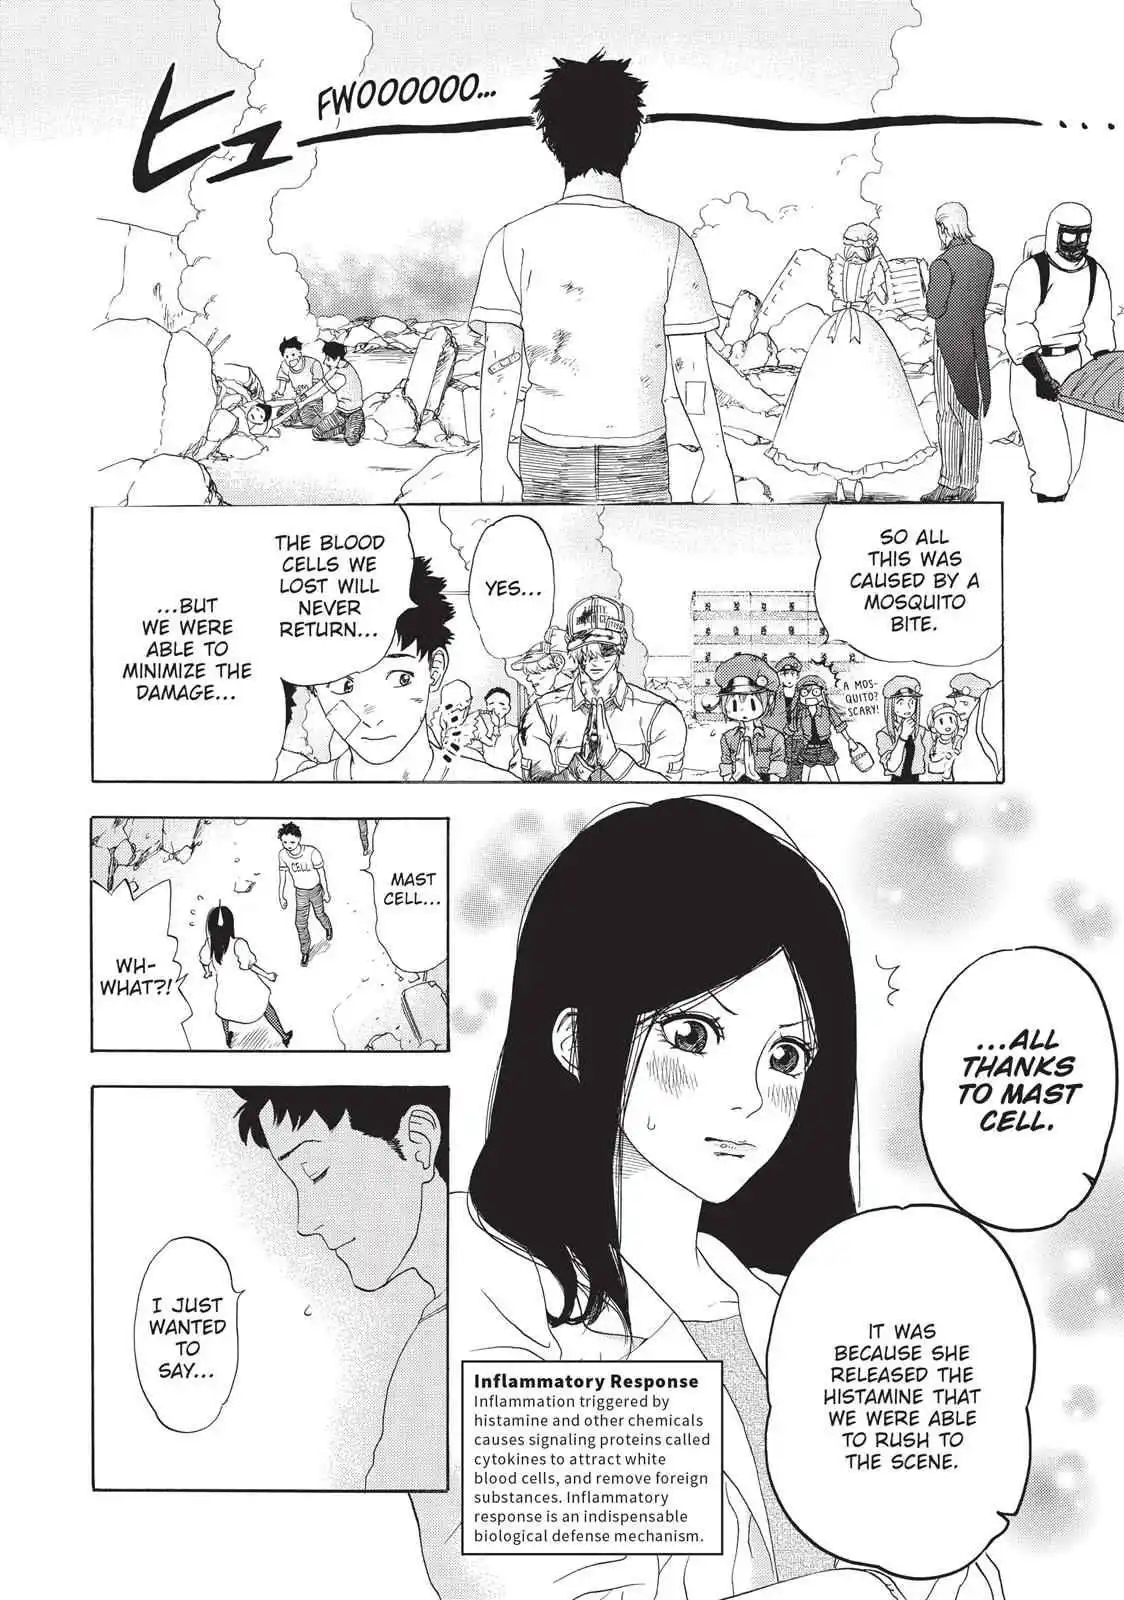 ヒュー....
FWOOOOOO...
SO ALL
THIS WAS
CAUSED BY A
MOSQUITO
BITE.
A MOS-
QUITO?
SCARY!
YES...
THE BLOOD
CELLS WE
LOST WILL
NEVER
RETURN...
...BUT
WE WERE
ABLE TO
MINIMIZE THE
DAMAGE...
...ALL
THANKS
TO MAST
CELL.
IT WAS
BECAUSE SHE
RELEASED THE
HISTAMINE THAT
WE WERE ABLE
TO RUSH TO
THE SCENE.
MAST
CELL...
CELL
WH-
WHAT?!
I JUST
WANTED
TO
SAY...
Inflammatory Response
Inflammation triggered by
histamine and other chemicals
causes signaling proteins called
cytokines to attract white
blood cells, and remove foreign
substances. Inflammatory
response is an indispensable
biological defense mechanism.